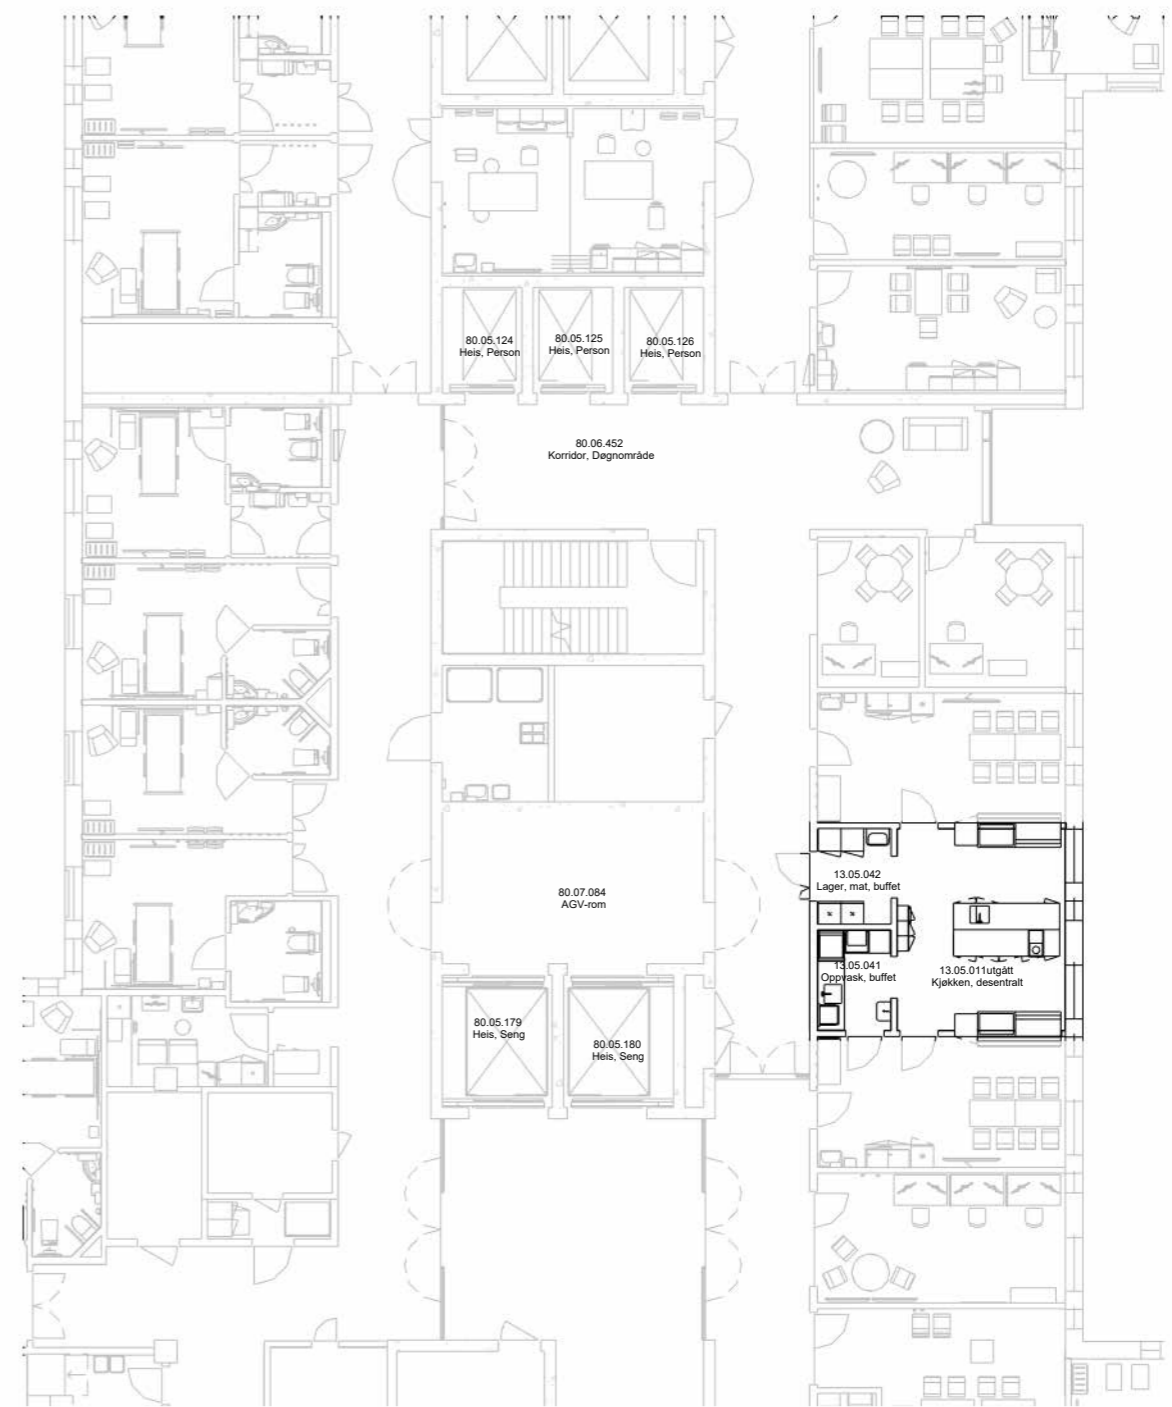 80.05.124
Heis, Person
80.05.125
Heis, Person
80.05.126
Heis, Person
80.06.452
Korridor, Døgnområde
13.05.042
Lager, mat, buffet
80.07.084
AGV-rom
13.05.041
Oppvask, buffet
13.05.011utgått
Kjøkken, desentralt
80.05.179
Heis, Seng
80.05.180
Heis, Seng